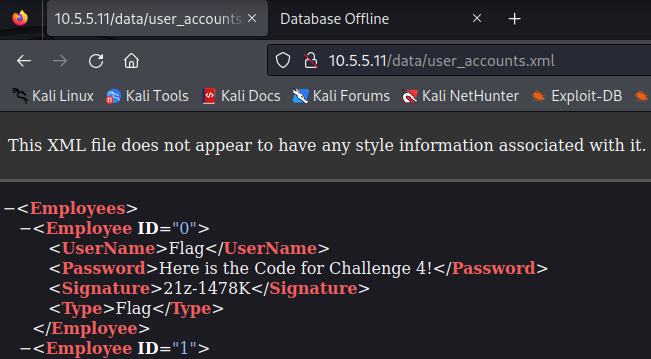 10.5.5.11/data/user_accounts.
Database Offline
10.5.5.11/data/user_accounts.xml
Kali Linux Kali Tools Kali Docs Kali Forums Kali NetHunter Exploit-DB
This XML file does not appear to have any style information associated with it.
−<Employees>
−<Employee ID="0">
<UserName>Flag</UserName>
<Password>Here is the Code for Challenge 4!</Password>
<Signature>21z-1478K</Signature>
<Type>Flag</Type>
</Employee>
−<Employee ID="1">